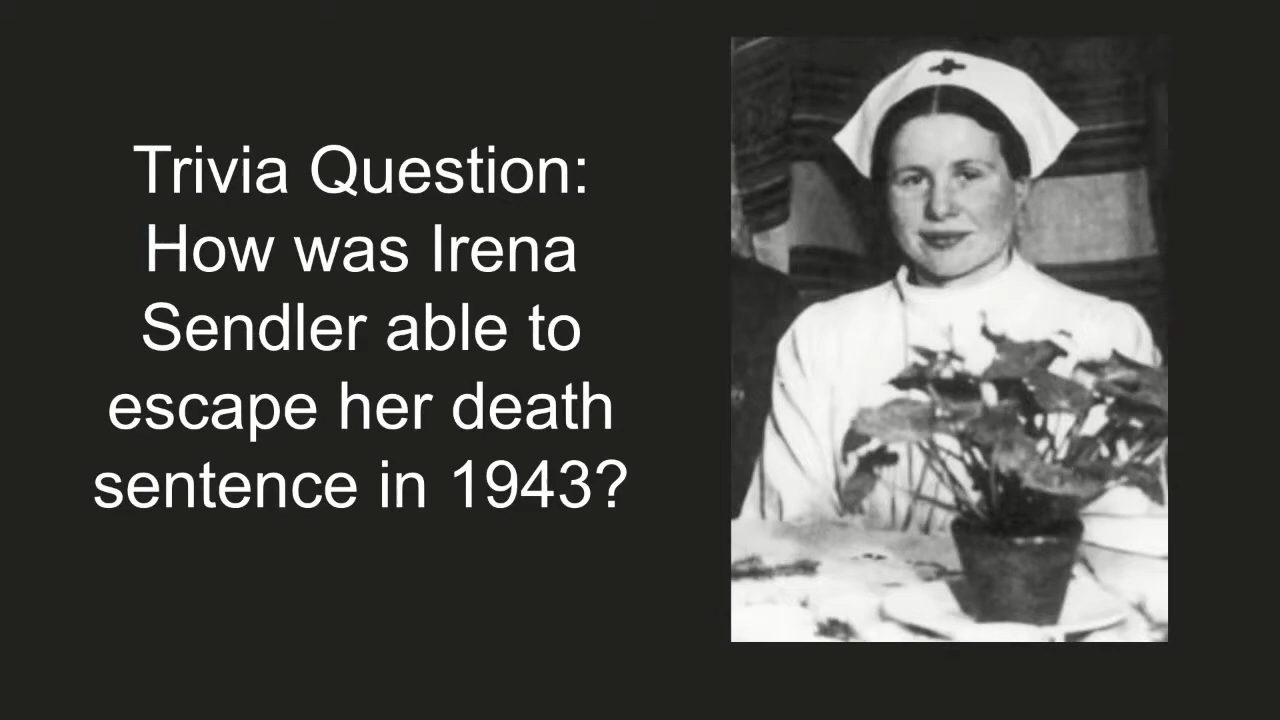 Trivia Question:
How was Irena
Sendler able to
escape her death
sentence in 1943?